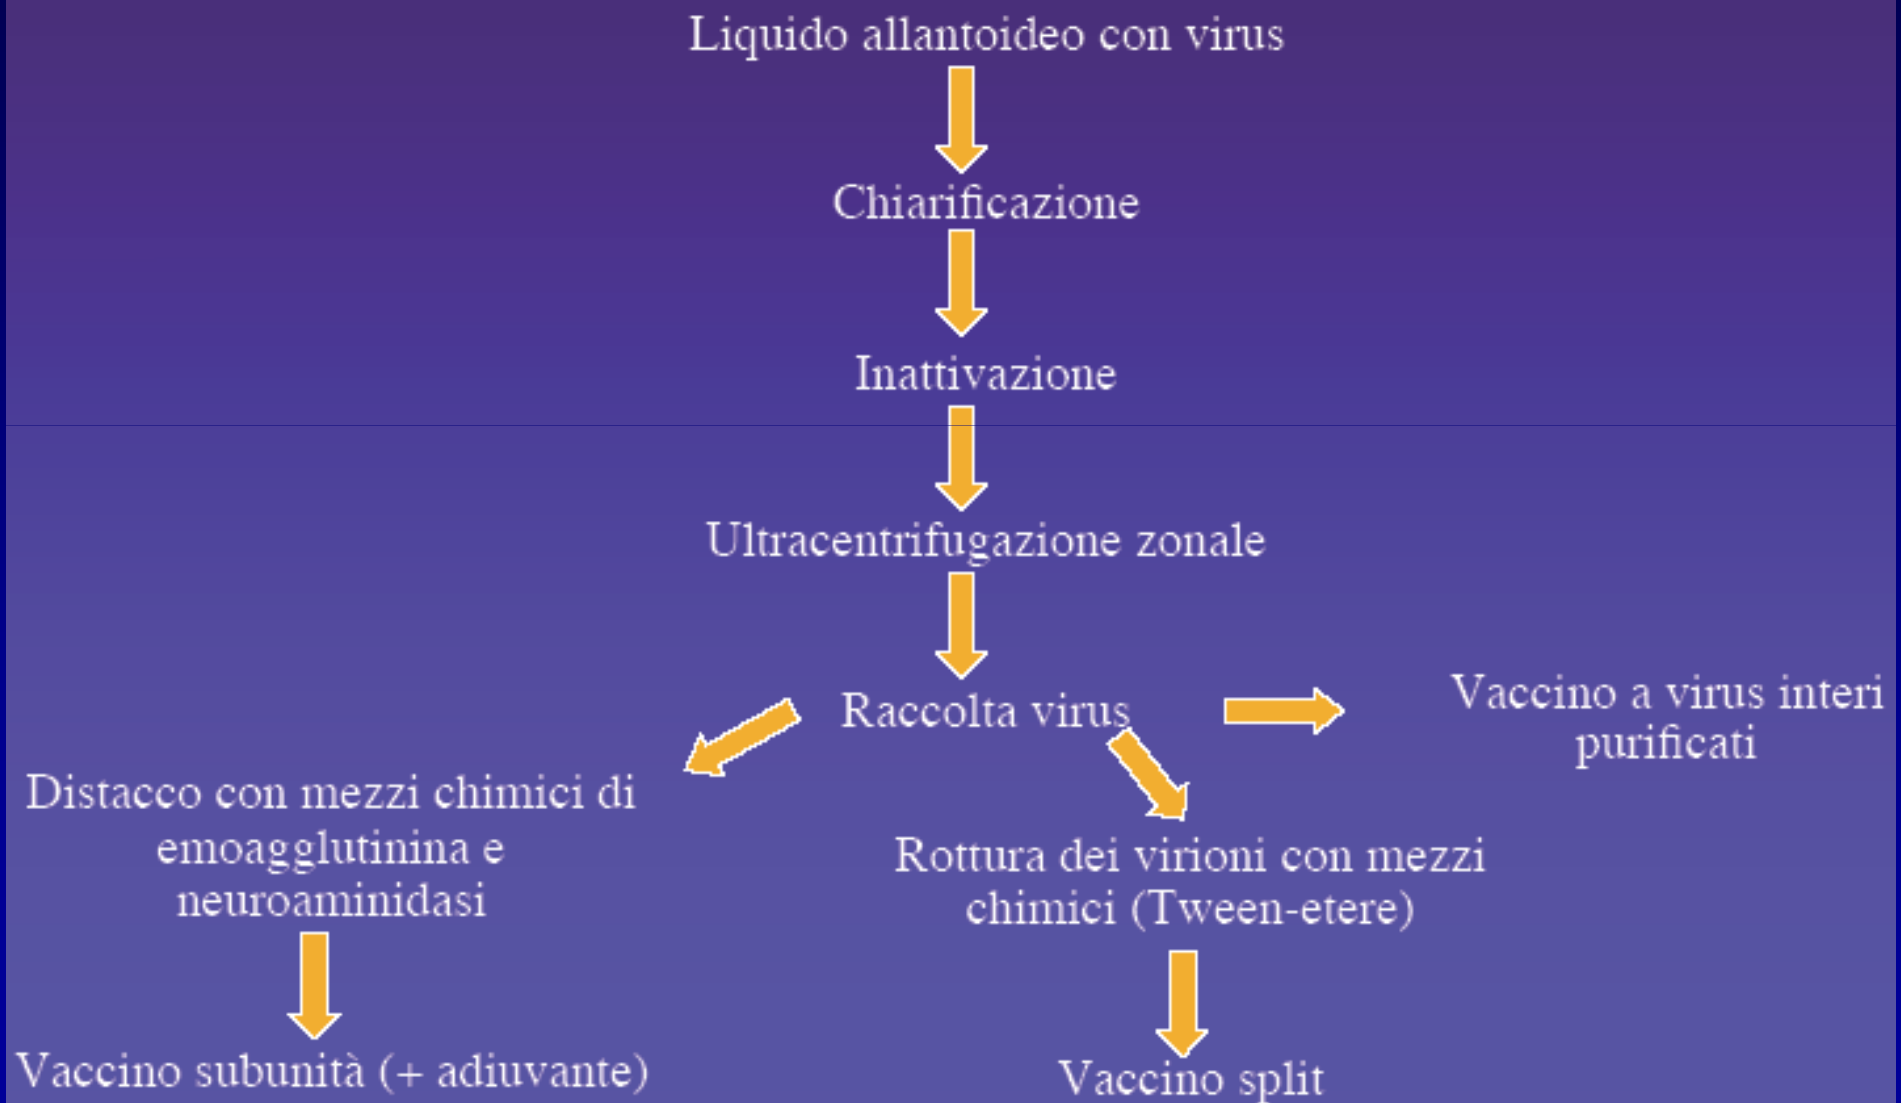 Liquido allantoideo con virus
Chiarificazione
Inattivazione
Ultracentrifugazione zonale
Raccolta virus
Vaccino a virus interi
purificati
Distacco con mezzi chimici di
emoagglutinina e
neuroaminidasi
Rottura dei virioni con mezzi
chimici (Tween-etere)
Vaccino subunità (+ adiuvante)
Vaccino split